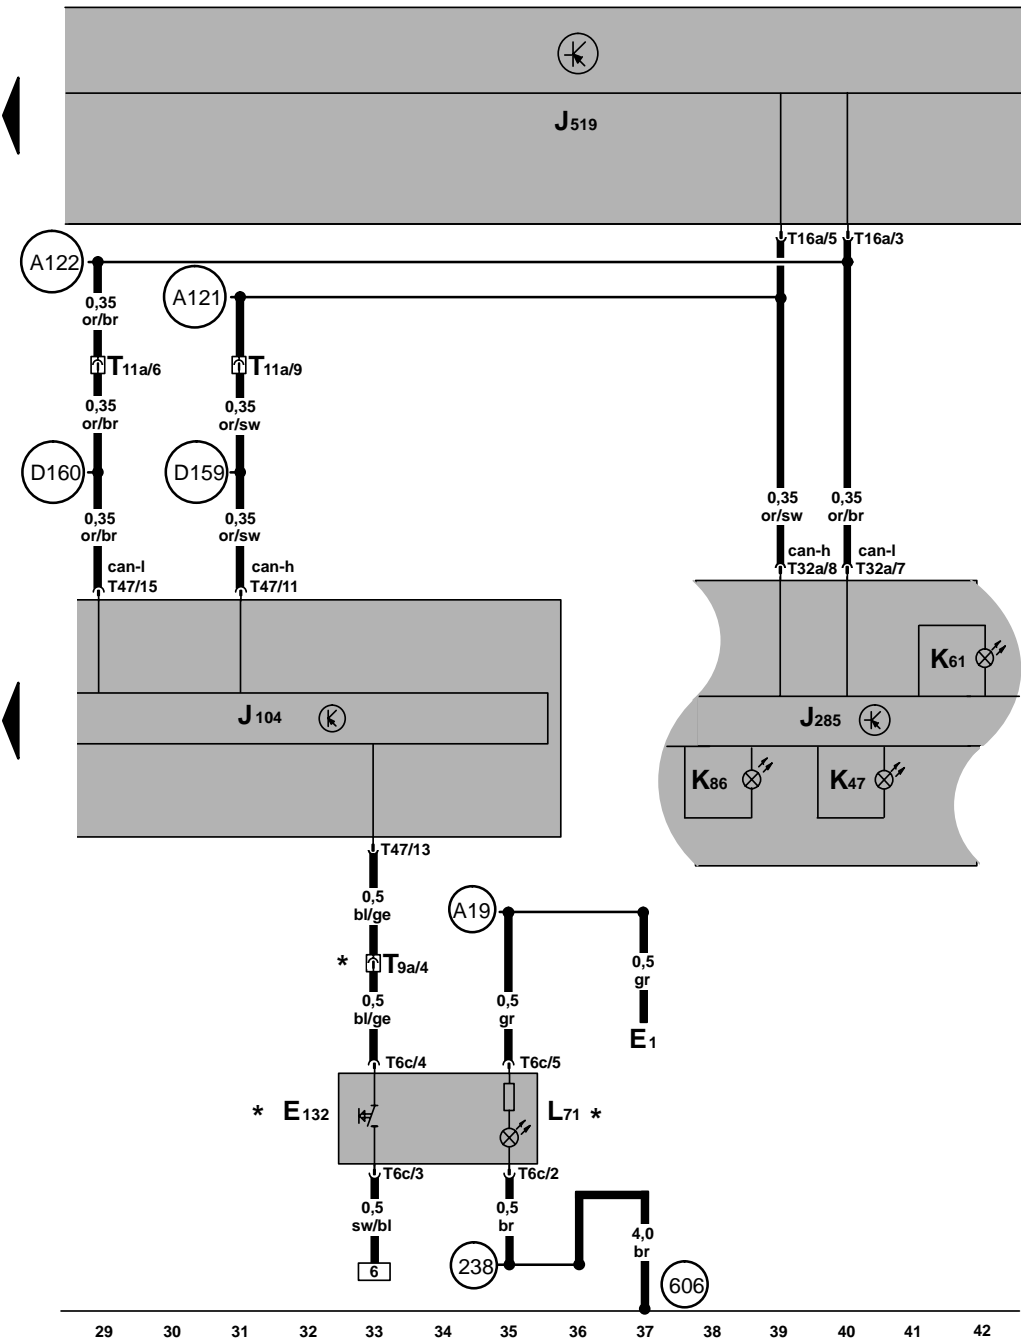 J519
T16a/5
T16a/3
A122
A121
0,35
or/br
T11a/6
T11a/9
0,35
or/br
0,35
or/sw
D160
D159
0,35
or/sw
0,35
or/br
0,35
or/br
0,35
or/sw
can-l
T47/15
can-h
T47/11
can-h
T32a/8
can-l
T32a/7
K61
J104
J285
K86
K47
T47/13
0,5
bl/ge
A19
* T9a/4
0,5
gr
0,5
bl/ge
0,5
gr
E1
T6c/4
T6c/5
* E132
L71 *
T6c/3
T6c/2
0,5
sw/bl
0,5
br
4,0
br
6
238
606
29 30 31 32 33 34 35 36 37 38 39 40 41 42